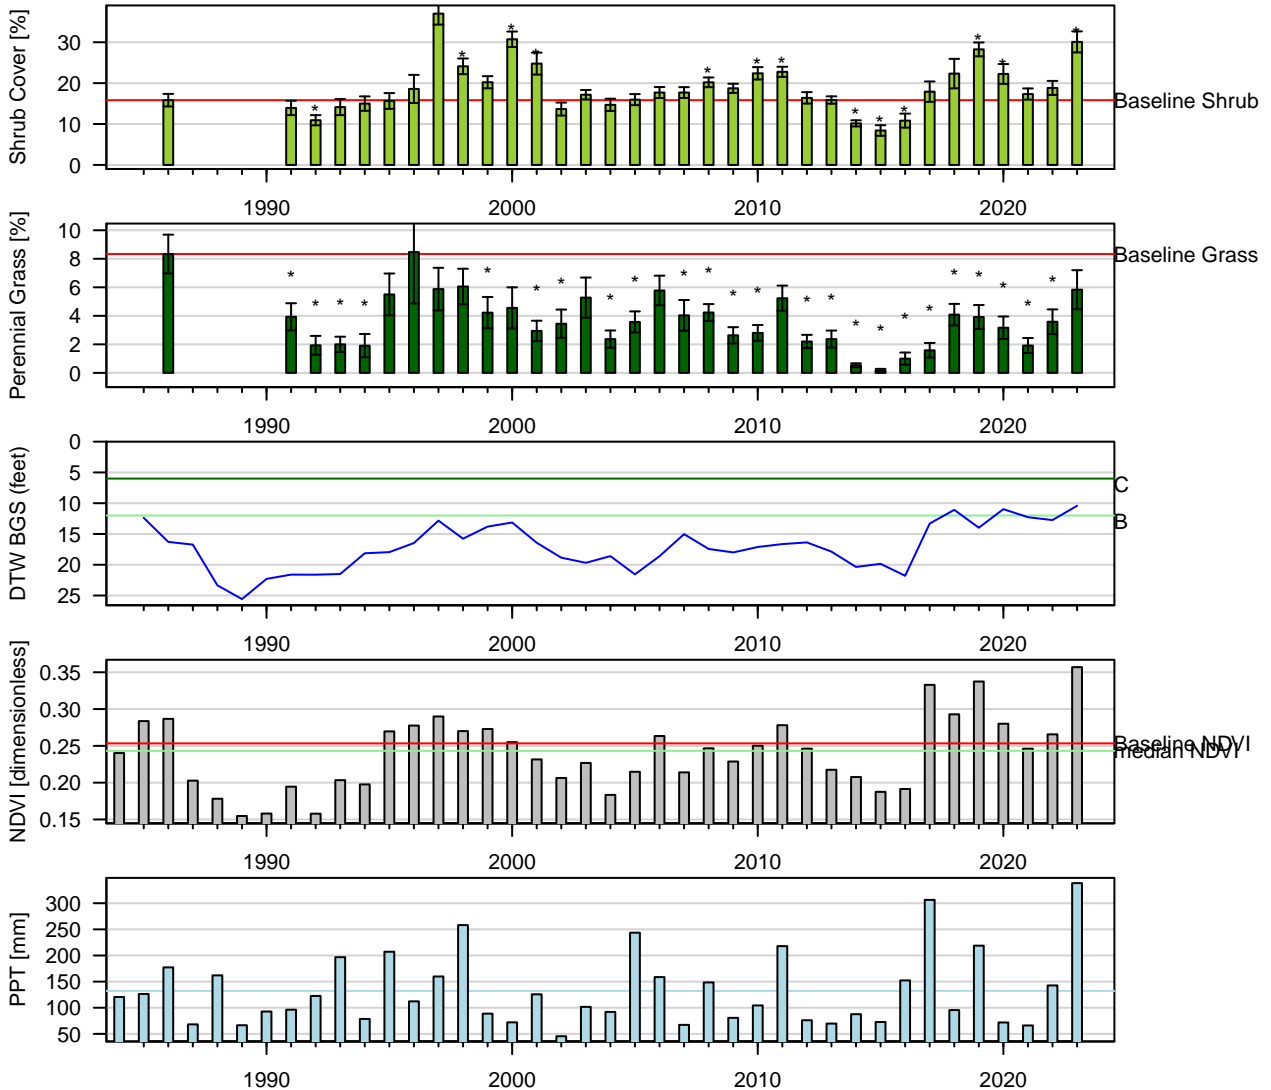 Shrub Cover [%]
30
20
10
0
* * * * * * * * * * * * *
Baseline Shrub
1990 2000 2010 2020
Perennial Grass [%]
10
8
6
4
2
0
* * * * * * * * * * * * * * * * * * * * * * * *
Baseline Grass
1990 2000 2010 2020
DTW BGS (feet)
0
5
10
15
20
25
C
B
1990 2000 2010 2020
NDVI [dimensionless]
0.35
0.30
0.25
0.20
0.15
Baseline NDVI
median NDVI
1990 2000 2010 2020
PPT [mm]
300
250
200
150
100
50
1990 2000 2010 2020